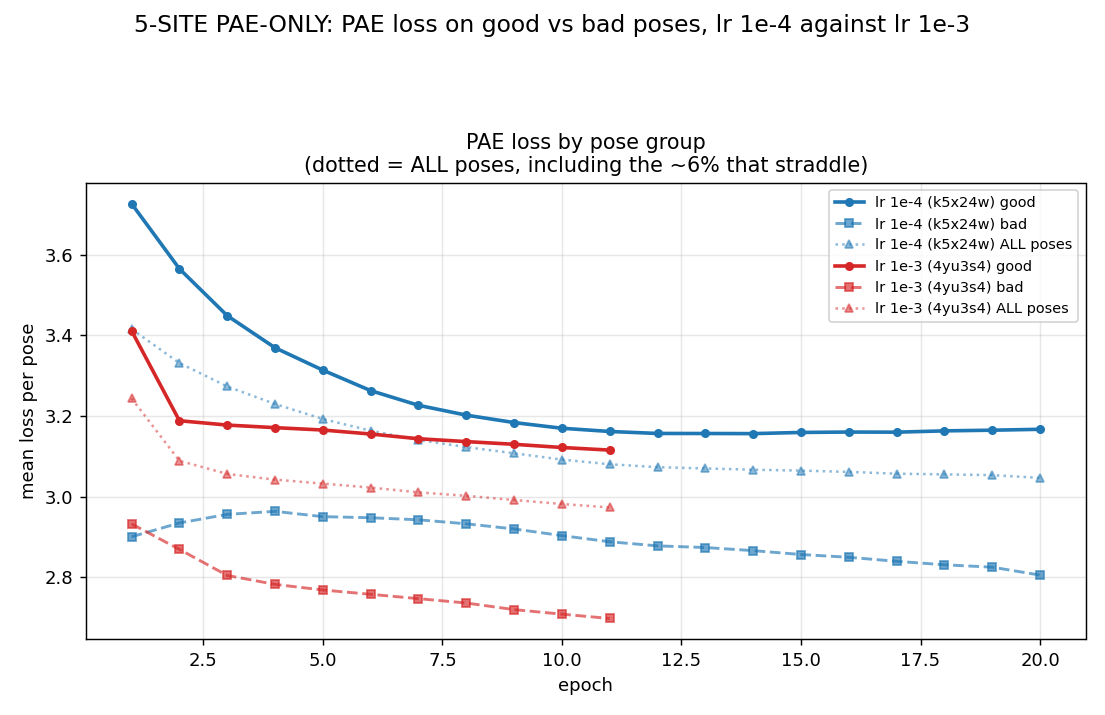 5-SITE PAE-ONLY: PAE loss on good vs bad poses, lr 1e-4 against lr 1e-3
PAE loss by pose group
(dotted = ALL poses, including the ~6% that straddle)
lr 1e-4 (k5x24w) good
lr 1e-4 (k5x24w) bad
lr 1e-4 (k5x24w) ALL poses
lr 1e-3 (4yu3s4) good
lr 1e-3 (4yu3s4) bad
lr 1e-3 (4yu3s4) ALL poses
mean loss per pose
3.6
3.4
3.2
3.0
2.8
2.5
5.0
7.5
10.0
12.5
15.0
17.5
20.0
epoch